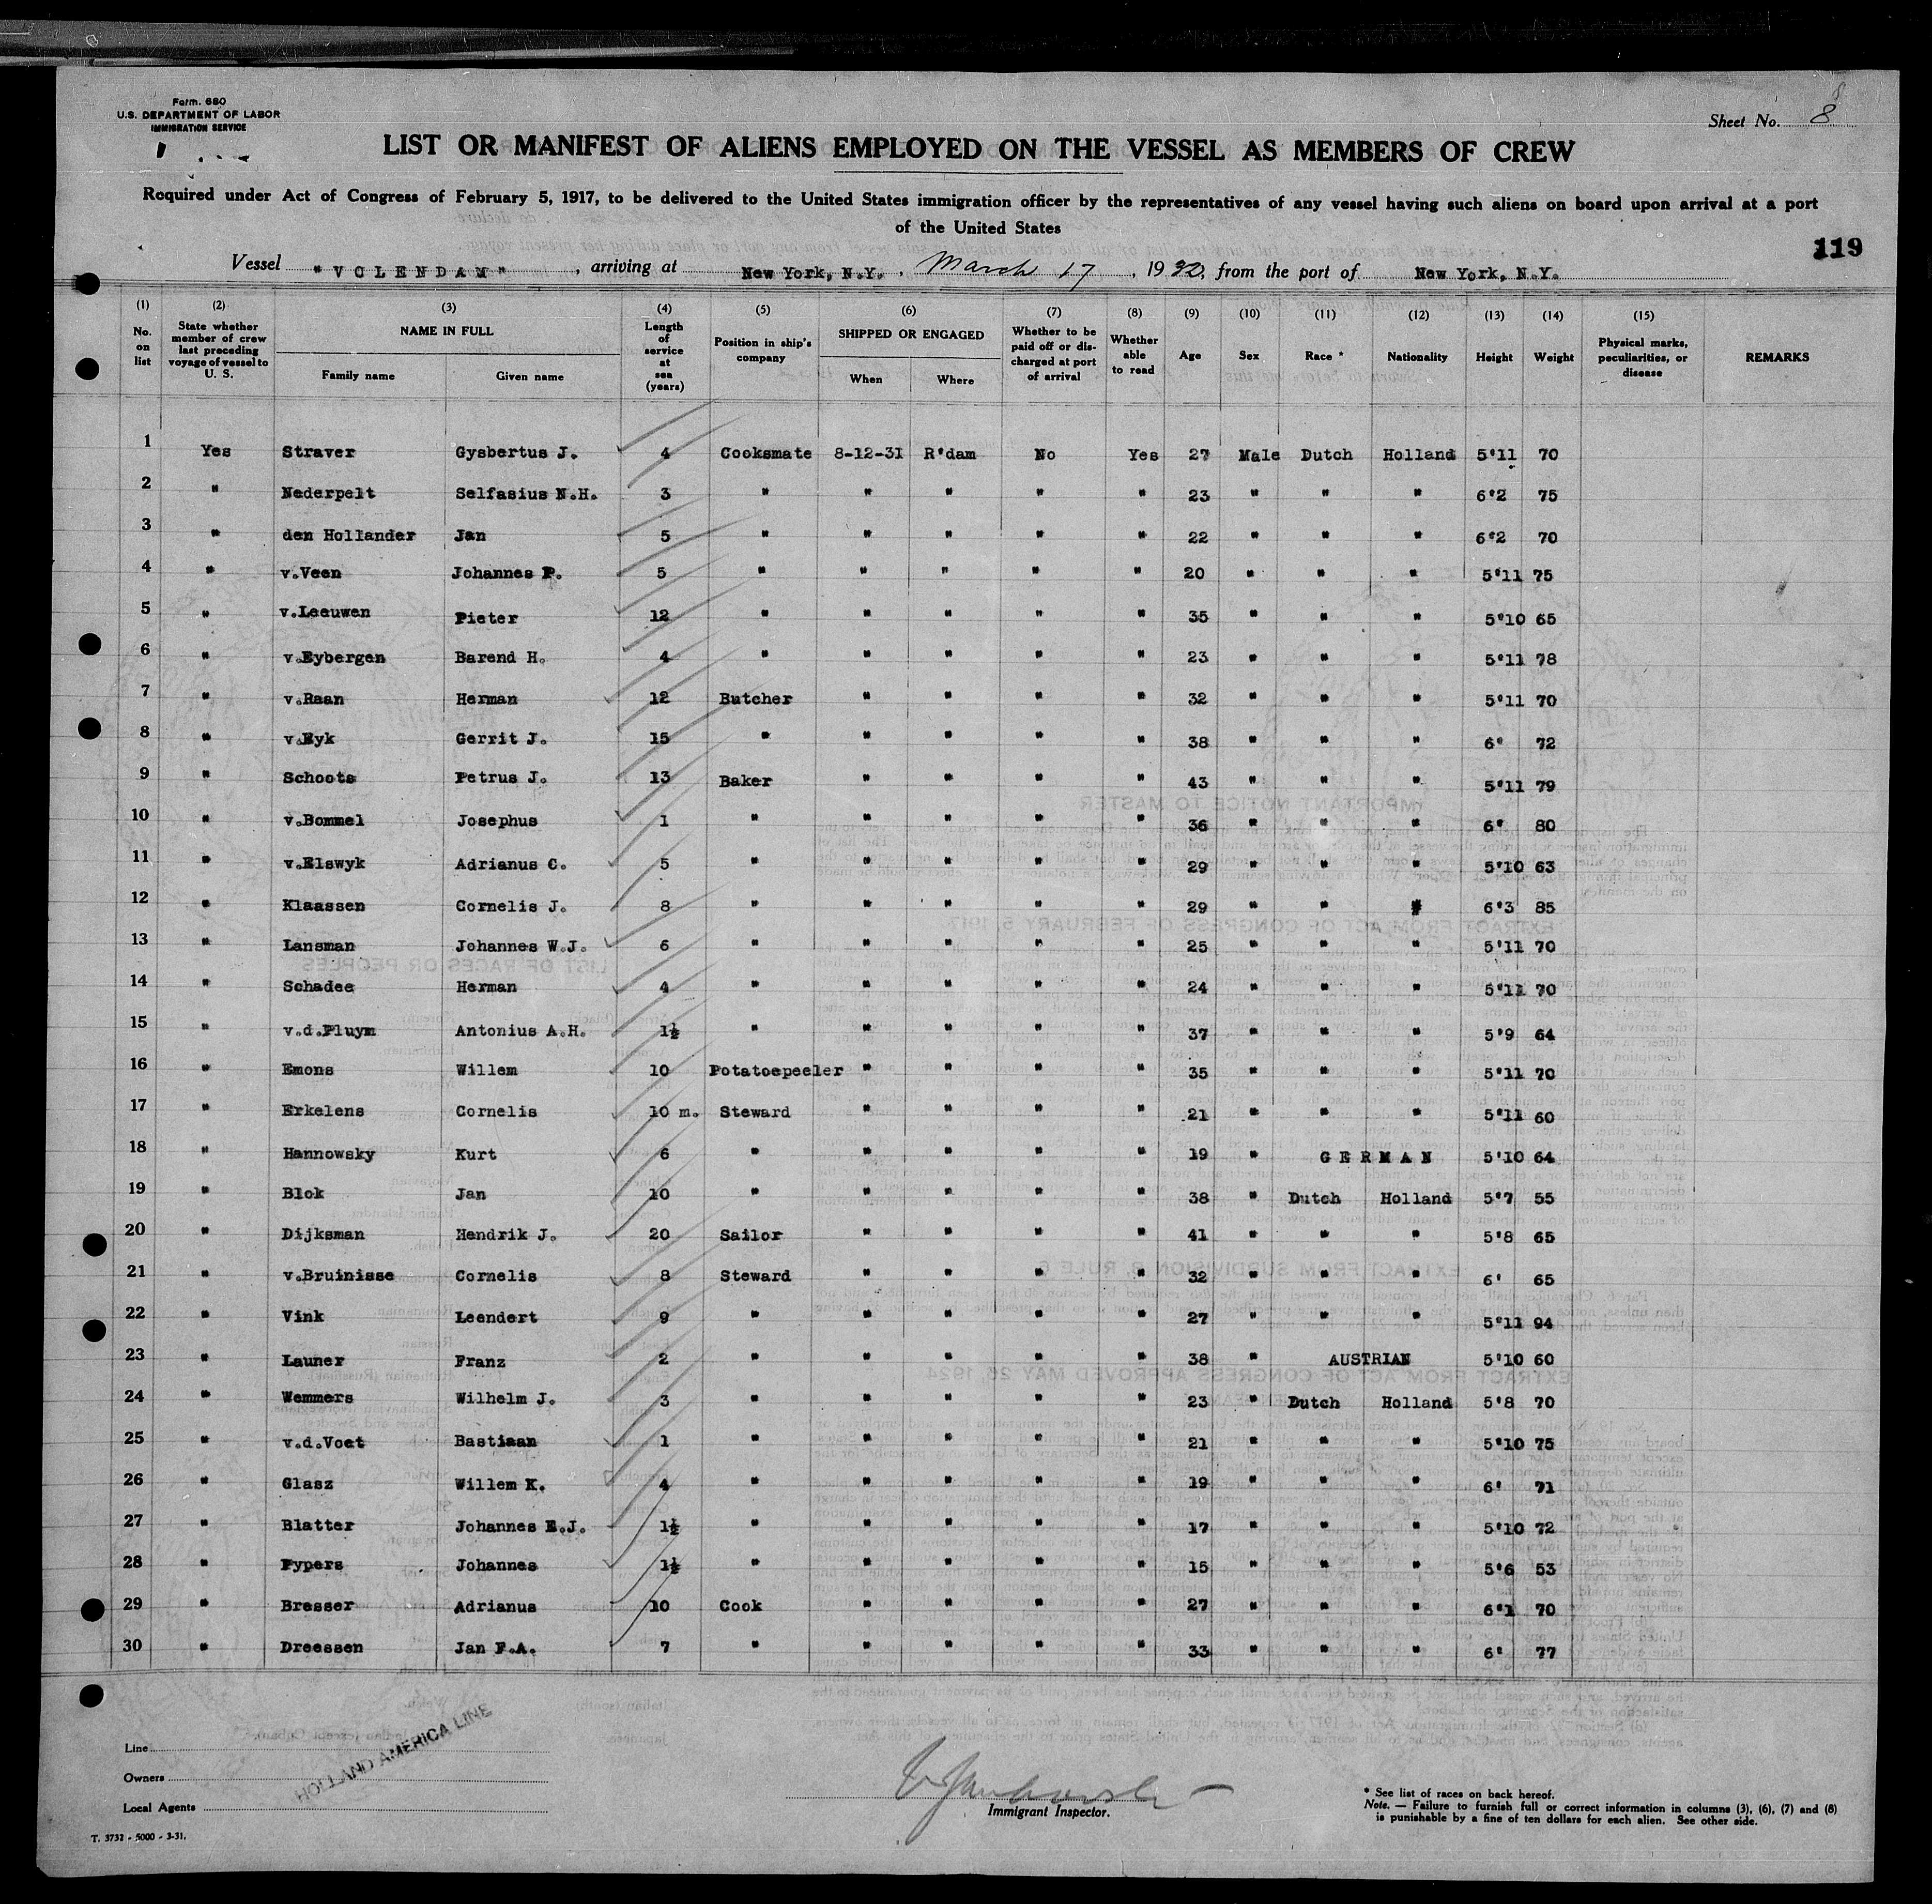 Form. 680
U.S. DEPARTMENT OF LABOR
IMMIGRATION SERVICE
Sheet No. 8
LIST OR MANIFEST OF ALIENS EMPLOYED ON THE VESSEL AS MEMBERS OF CREW
Required under Act of Congress of February 5, 1917, to be delivered to the United States immigration officer by the representatives of any vessel having such aliens on board upon arrival at a port
of the United States
119
Vessel "VOLENDAM", arriving at New York, N.Y., March 17, 1932, from the port of New York, N.Y.
(1) No. on list (2) State whether member of crew last preceding voyage of vessel to U. S. (3) NAME IN FULL Family name Given name (4) Length of service at sea (years) (5) Position in ship's company (6) SHIPPED OR ENGAGED When Where (7) Whether to be paid off or discharged at port of arrival (8) Whether able to read (9) Age (10) Sex (11) Race * (12) Nationality (13) Height (14) Weight (15) Physical marks, peculiarities, or disease REMARKS
1 Yes Straver Gysbertus J. 4 Cooksmate 8-12-31 R'dam No Yes 27 Male Dutch Holland 5'11 70
2 " Nederpelt Selfasius N.H. 3 " " " " " 23 " " " 6'2 75
3 " den Hollander Jan 5 " " " " " 22 " " " 6'2 70
4 " v.Veen Johannes P. 5 " " " " " 20 " " " 5'11 75
5 " v.Leeuwen Pieter 12 " " " " " 35 " " " 5'10 65
6 " v.Eybergen Barend H. 4 " " " " " 23 " " " 5'11 78
7 " v.Raan Herman 12 Butcher " " " " 32 " " " 5'11 70
8 " v.Eyk Gerrit J. 15 " " " " " 38 " " " 6' 72
9 " Schoots Petrus J. 13 Baker " " " " 43 " " " 5'11 79
10 " v.Bommel Josephus 1 " " " " " 36 " " " 6' 80
11 " v.Elswyk Adrianus C. 5 " " " " " 29 " " " 5'10 63
12 " Klaassen Cornelis J. 8 " " " " " 29 " " " 6'3 85
13 " Lansman Johannes W.J. 6 " " " " " 25 " " " 5'11 70
14 " Schadee Herman 4 " " " " " 24 " " " 5'11 70
15 " v.d.Pluym Antonius A.H. 1½ " " " " " 37 " " " 5'9 64
16 " Emons Willem 10 Potatoepeeler " " " " 35 " " " 5'11 70
17 " Erkelens Cornelis 10 m. Steward " " " " 21 " " " 5'11 60
18 " Hannowsky Kurt 6 " " " " " 19 " GERMAN 5'10 64
19 " Blok Jan 10 " " " " " 38 " Dutch Holland 5'7 55
20 " Dijksman Hendrik J. 20 Sailor " " " " 41 " " " 5'8 65
21 " v.Bruinisse Cornelis 8 Steward " " " " 32 " " " 6' 65
22 " Vink Leendert 9 " " " " " 27 " " " 5'11 94
23 " Launer Franz 2 " " " " " 38 " AUSTRIAN 5'10 60
24 " Wemmers Wilhelm J. 3 " " " " " 23 " Dutch Holland 5'8 70
25 " v.d.Voet Bastiaan 1 " " " " " 21 " " " 5'10 75
26 " Glasz Willem K. 4 " " " " " 19 " " " 6' 71
27 " Blatter Johannes E.J. 1½ " " " " " 17 " " " 5'10 72
28 " Pypers Johannes 1½ " " " " " 15 " " " 5'6 53
29 " Bresser Adrianus 10 Cook " " " " 27 " " " 6'1 70
30 " Dreessen Jan F.A. 7 " " " " " 33 " " " 6' 77
Line
HOLLAND AMERICA LINE
Owners
Local Agents
Immigrant Inspector.
* See list of races on back hereof.
Note. — Failure to furnish full or correct information in columns (3), (6), (7) and (8)
is punishable by a fine of ten dollars for each alien. See other side.
T. 3732 - 5000 - 3-31.